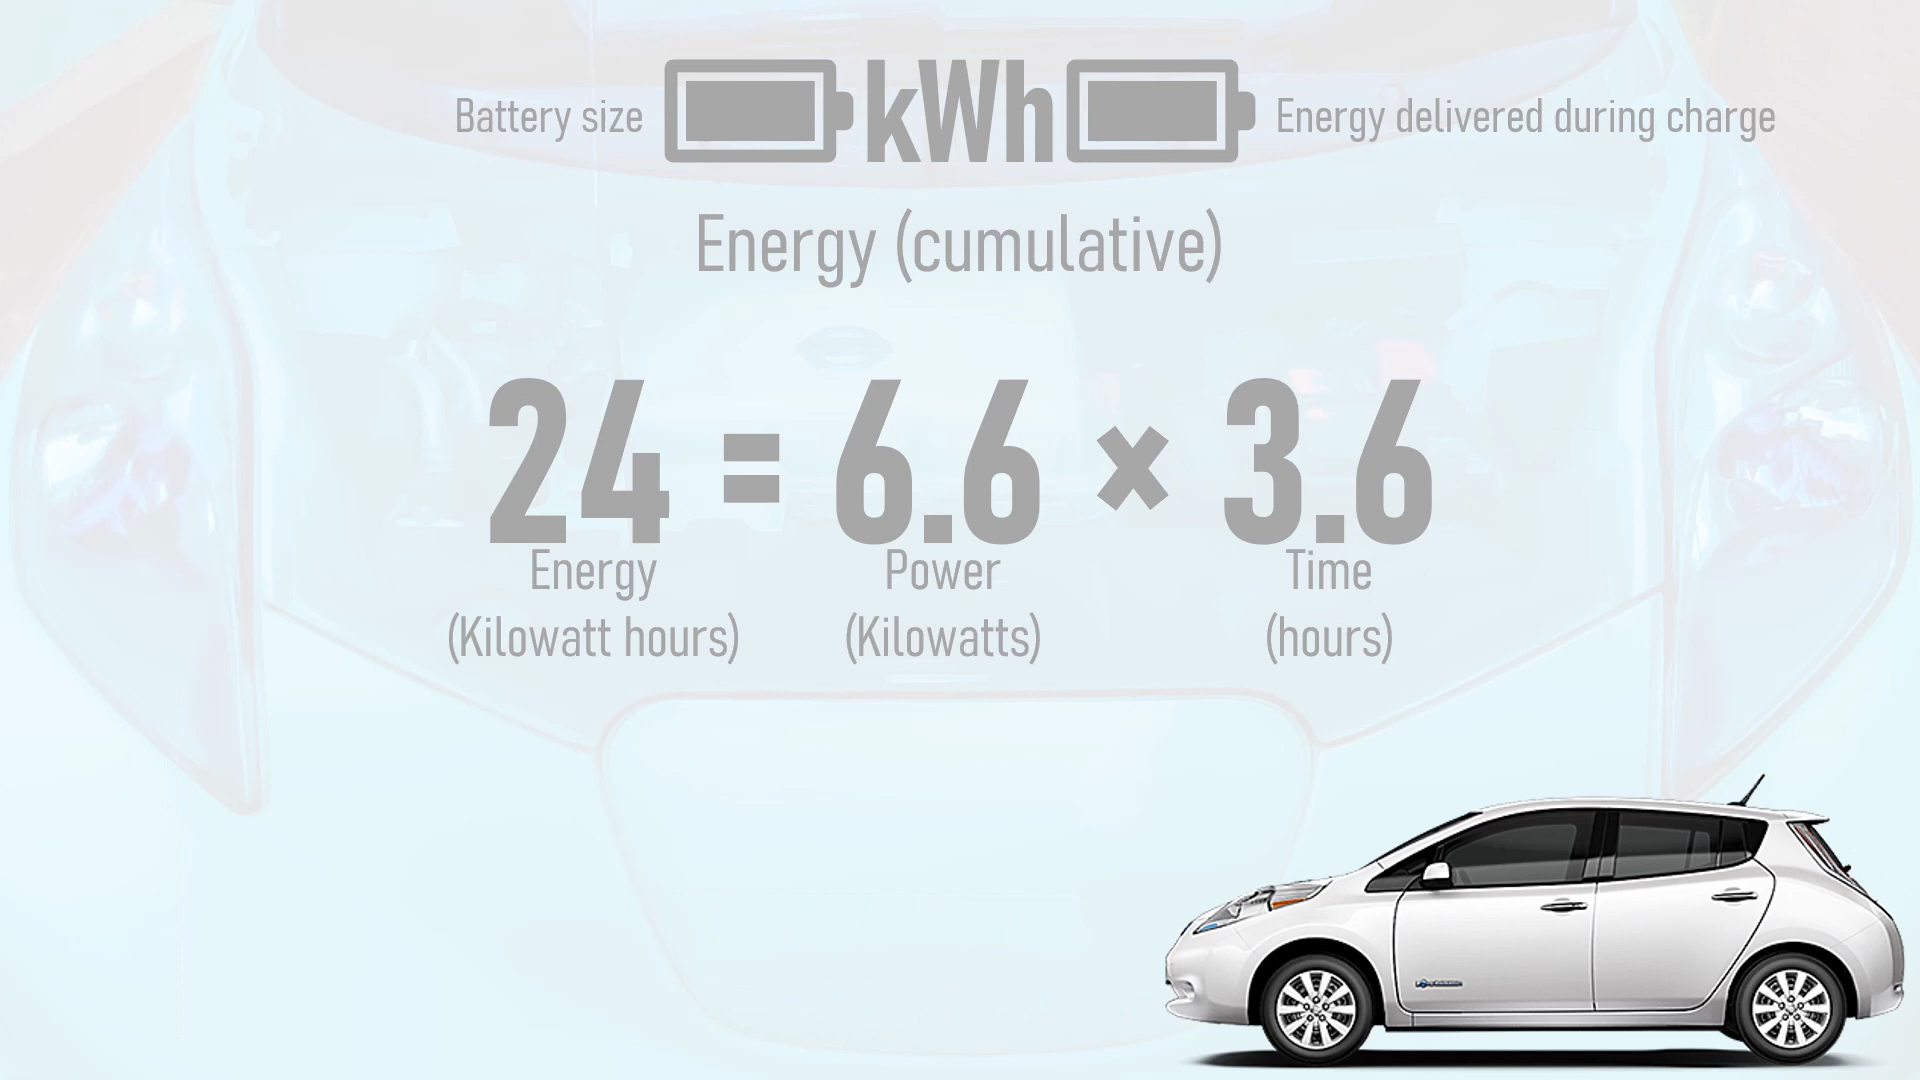 Battery size kWh Energy delivered during charge
Energy (cumulative)
24 = 6.6 × 3.6
Energy Power Time
(Kilowatt hours) (Kilowatts) (hours)